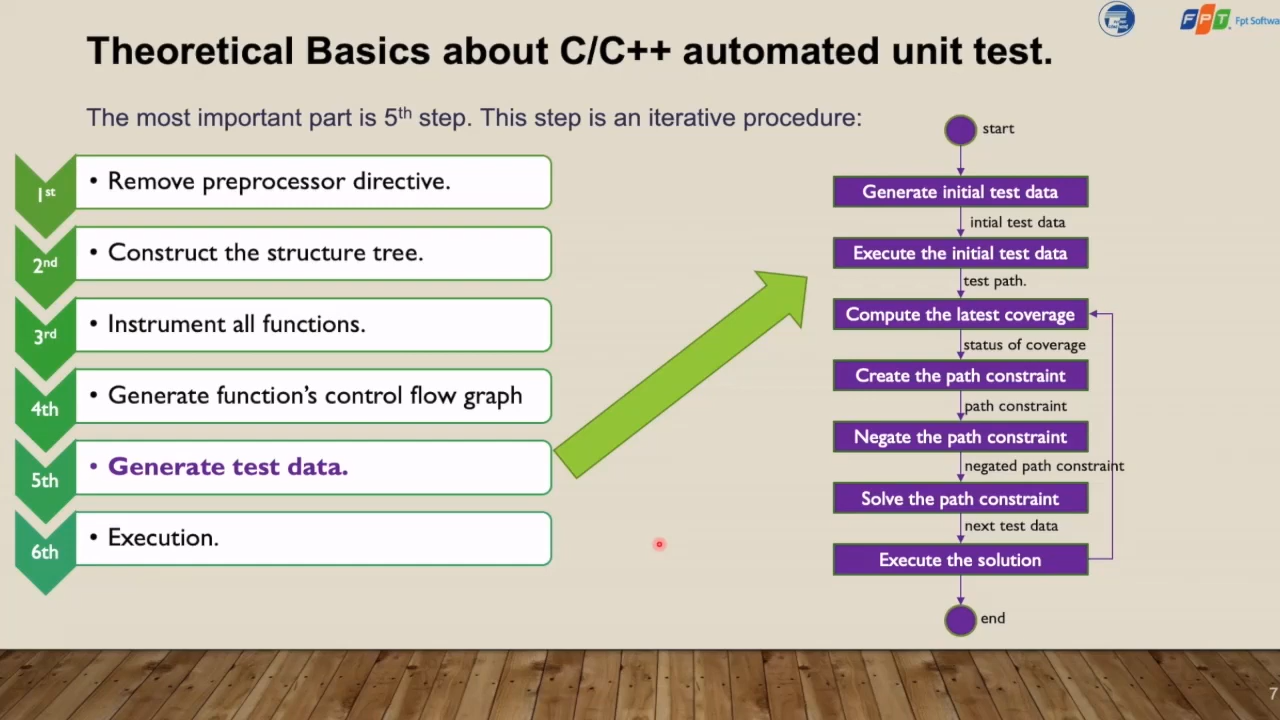 FPT Fpt Softwa
Theoretical Basics about C/C++ automated unit test.
The most important part is 5th step. This step is an iterative procedure:
1st
• Remove preprocessor directive.
2nd
• Construct the structure tree.
3rd
• Instrument all functions.
4th
• Generate function's control flow graph
5th
• Generate test data.
6th
• Execution.
start
Generate initial test data
intial test data
Execute the initial test data
test path.
Compute the latest coverage
status of coverage
Create the path constraint
path constraint
Negate the path constraint
negated path constraint
Solve the path constraint
next test data
Execute the solution
end
7